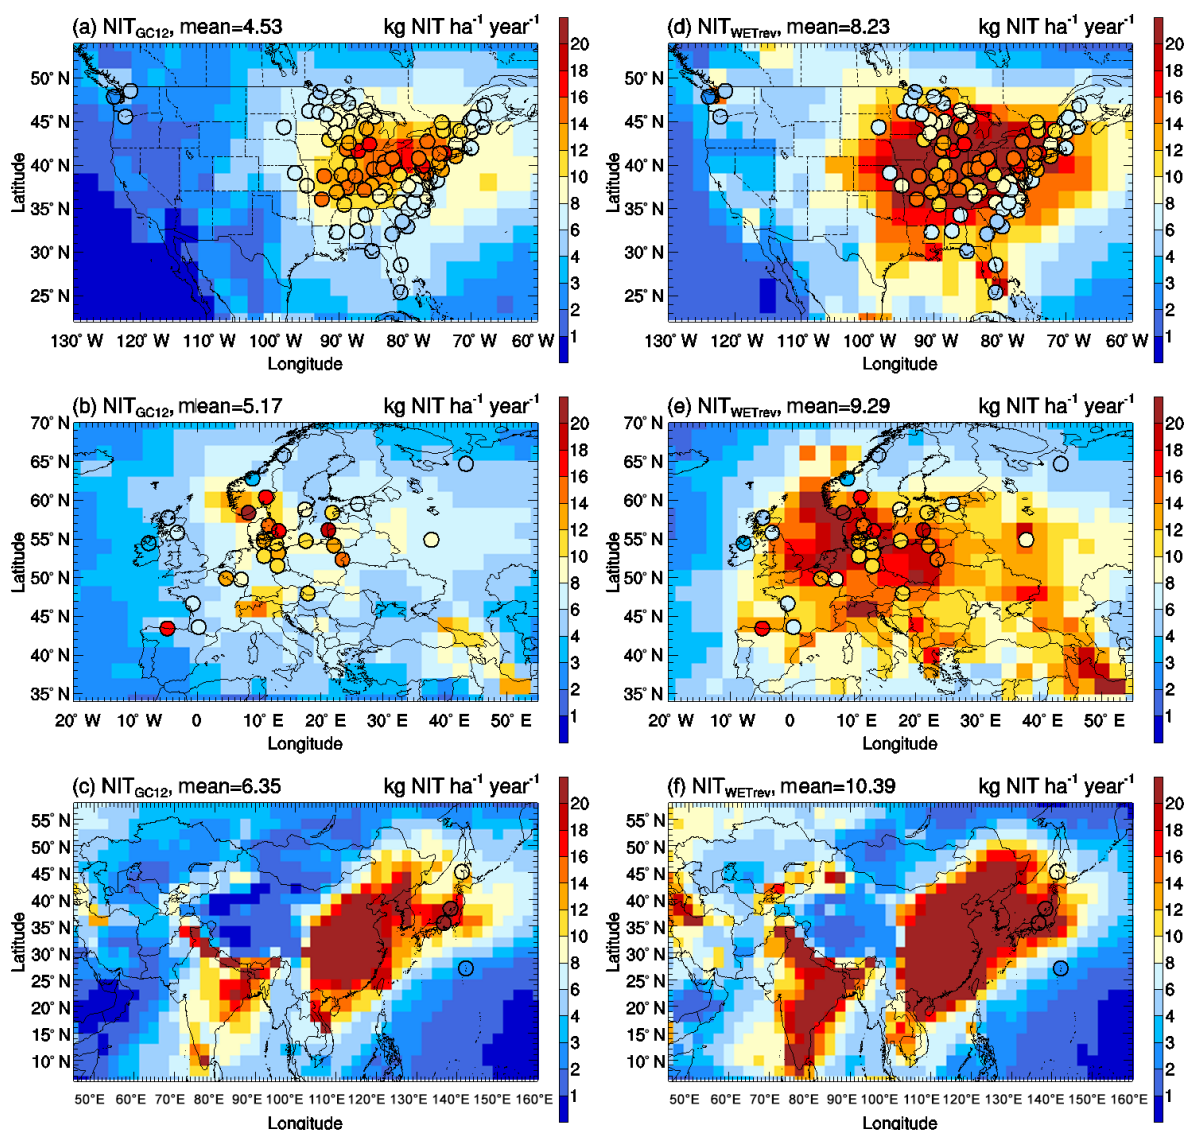 (a) NIT_GC12, mean=4.53 kg NIT ha⁻¹ year⁻¹
50° N
45° N
40° N
35° N
30° N
25° N
Latitude
130° W 120° W 110° W 100° W 90° W 80° W 70° W 60° W
Longitude
20
18
16
14
12
10
8
6
4
3
2
1
(d) NIT_WETrev, mean=8.23 kg NIT ha⁻¹ year⁻¹
50° N
45° N
40° N
35° N
30° N
25° N
Latitude
130° W 120° W 110° W 100° W 90° W 80° W 70° W 60° W
Longitude
20
18
16
14
12
10
8
6
4
3
2
1
(b) NIT_GC12, mean=5.17 kg NIT ha⁻¹ year⁻¹
70° N
65° N
60° N
55° N
50° N
45° N
40° N
35° N
Latitude
20° W 10° W 0 10° E 20° E 30° E 40° E 50° E
Longitude
20
18
16
14
12
10
8
6
4
3
2
1
(e) NIT_WETrev, mean=9.29 kg NIT ha⁻¹ year⁻¹
70° N
65° N
60° N
55° N
50° N
45° N
40° N
35° N
Latitude
20° W 10° W 0 10° E 20° E 30° E 40° E 50° E
Longitude
20
18
16
14
12
10
8
6
4
3
2
1
(c) NIT_GC12, mean=6.35 kg NIT ha⁻¹ year⁻¹
55° N
50° N
45° N
40° N
35° N
30° N
25° N
20° N
15° N
10° N
Latitude
50°E 60°E 70°E 80°E 90°E 100°E 110°E 120°E 130°E 140°E 150°E 160°E
Longitude
20
18
16
14
12
10
8
6
4
3
2
1
(f) NIT_WETrev, mean=10.39 kg NIT ha⁻¹ year⁻¹
55° N
50° N
45° N
40° N
35° N
30° N
25° N
20° N
15° N
10° N
Latitude
50°E 60°E 70°E 80°E 90°E 100°E 110°E 120°E 130°E 140°E 150°E 160°E
Longitude
20
18
16
14
12
10
8
6
4
3
2
1